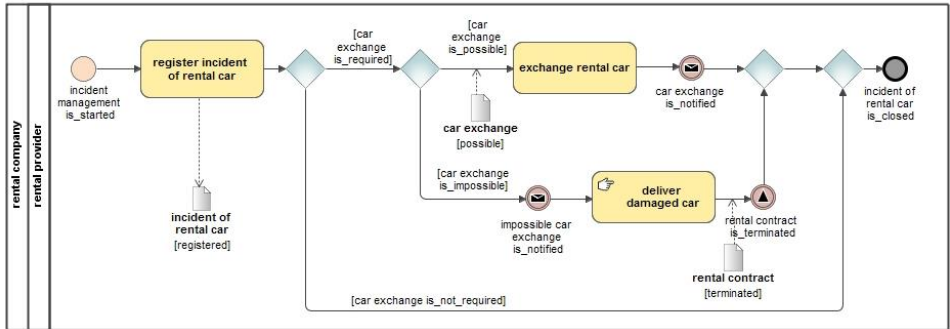 rental company
rental provider
incident
management
is_started
register incident
of rental car
incident of
rental car
[registered]
[car
exchange
is_required]
[car
exchange
is_possible]
car exchange
[possible]
exchange rental car
car exchange
is_notified
incident of
rental car
is_closed
[car exchange
is_impossible]
impossible car
exchange
is_notified
deliver
damaged car
rental contract
is_terminated
rental contract
[terminated]
[car exchange is_not_required]